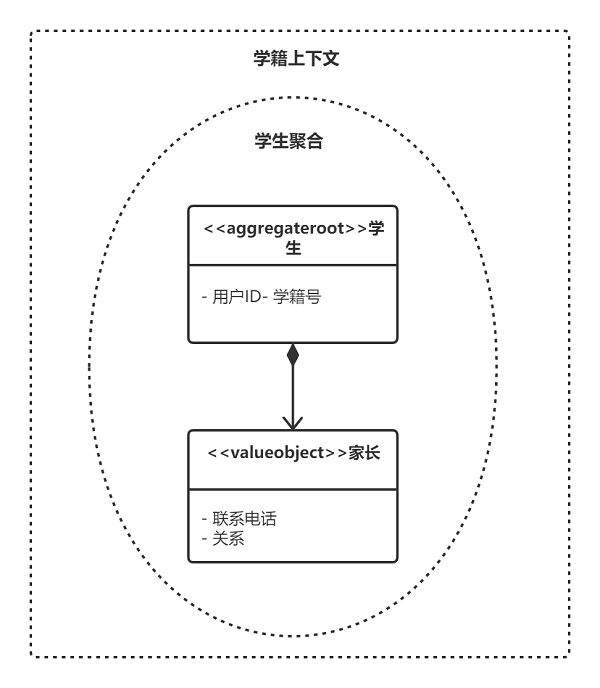 学籍上下文
学生聚合
<<aggregateroot>>学
生
- 用户ID- 学籍号
<<valueobject>>家长
- 联系电话
- 关系